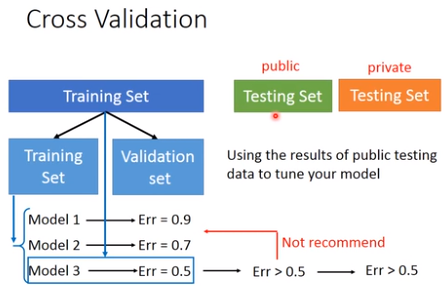 Cross Validation
public
private
Training Set
Testing Set
Testing Set
Training
Set
Validation
set
Using the results of public testing
data to tune your model
Model 1
Err = 0.9
Model 2
Err = 0.7
Not recommend
Model 3
Err = 0.5
Err > 0.5
Err > 0.5